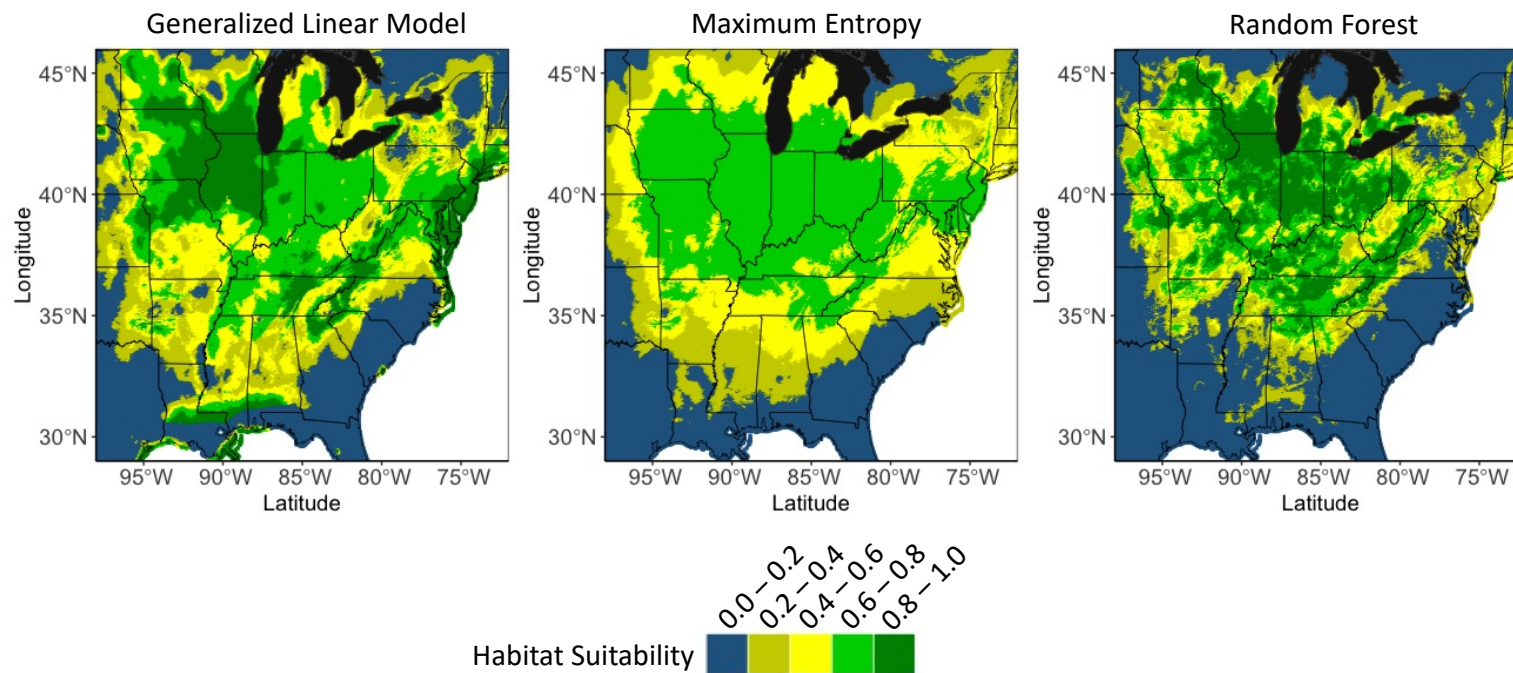 Generalized Linear Model
Maximum Entropy
Random Forest
45°N
40°N
35°N
30°N
Longitude
95°W 90°W 85°W 80°W 75°W
Latitude
45°N
40°N
35°N
30°N
Longitude
95°W 90°W 85°W 80°W 75°W
Latitude
45°N
40°N
35°N
30°N
Longitude
95°W 90°W 85°W 80°W 75°W
Latitude
0.0 – 0.2
0.2 – 0.4
0.4 – 0.6
0.6 – 0.8
0.8 – 1.0
Habitat Suitability